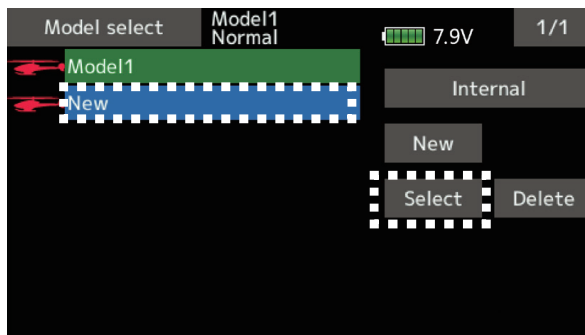 Model select
Model1
Normal
7.9V
1/1
Model1
New
Internal
New
Select
Delete